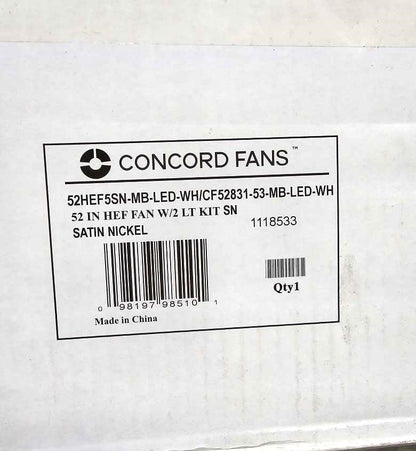 CONCORD FANS™
52HEF5SN-MB-LED-WH/CF52831-53-MB-LED-WH
52 IN HEF FAN W/2 LT KIT SN
SATIN NICKEL 1118533
0 98197 98510 1
Qty1
Made in China